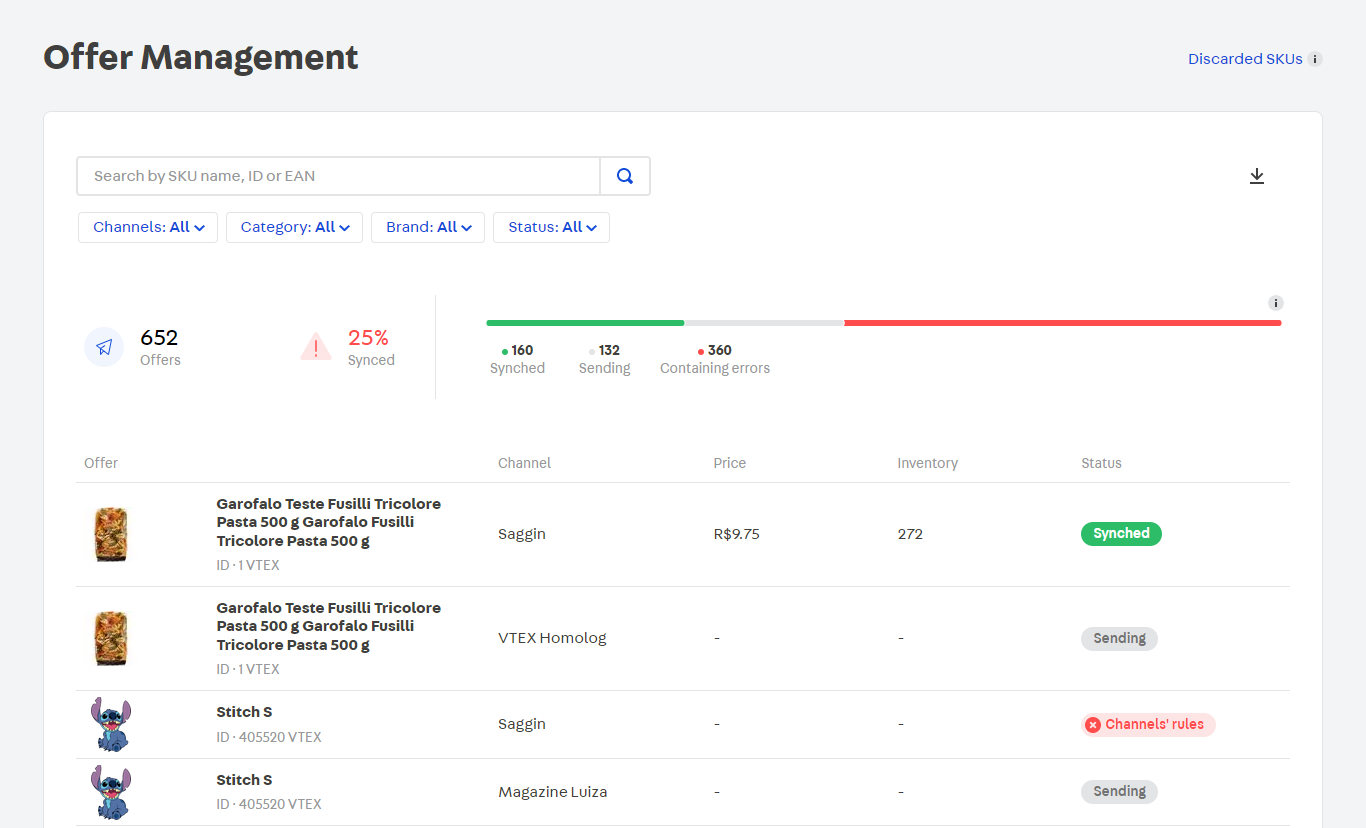 Offer Management
Discarded SKUs i
Search by SKU name, ID or EAN
Channels: All
Category: All
Brand: All
Status: All
652
Offers
25%
Synced
i
160
Synched
132
Sending
360
Containing errors
Offer Channel Price Inventory Status
Garofalo Teste Fusilli Tricolore
Pasta 500 g Garofalo Fusilli
Tricolore Pasta 500 g
ID · 1 VTEX
Saggin
R$9.75
272
Synched
Garofalo Teste Fusilli Tricolore
Pasta 500 g Garofalo Fusilli
Tricolore Pasta 500 g
ID · 1 VTEX
VTEX Homolog
-
-
Sending
Stitch S
ID · 405520 VTEX
Saggin
-
-
Channels' rules
Stitch S
ID · 405520 VTEX
Magazine Luiza
-
-
Sending